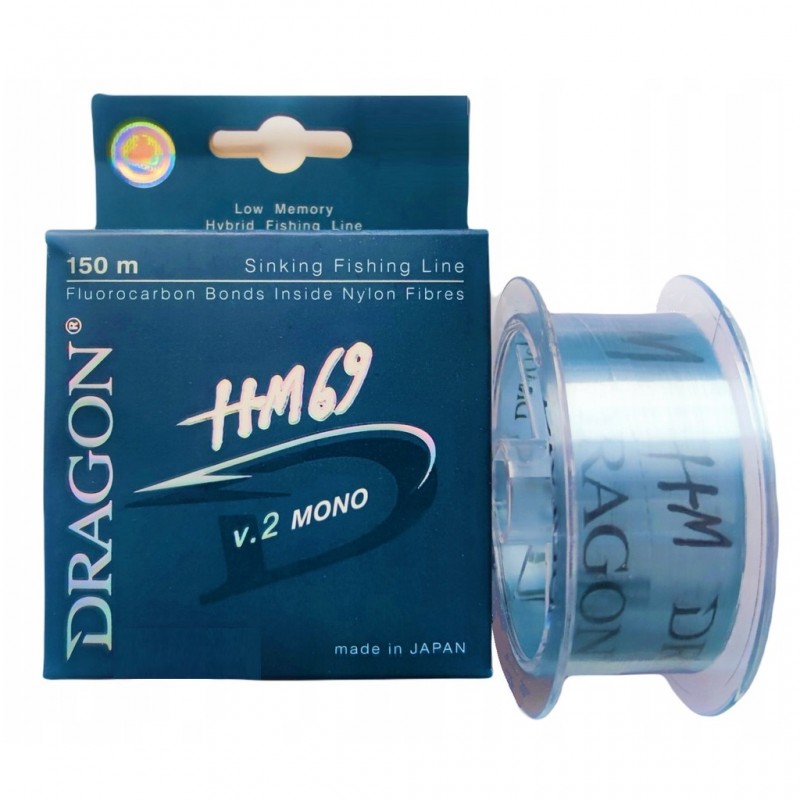 Low Memory
Hybrid Fishing Line
150 m Sinking Fishing Line
Fluorocarbon Bonds Inside Nylon Fibres
DRAGON®
HM69
v.2 MONO
made in JAPAN
M
HM
DRAGON
DR